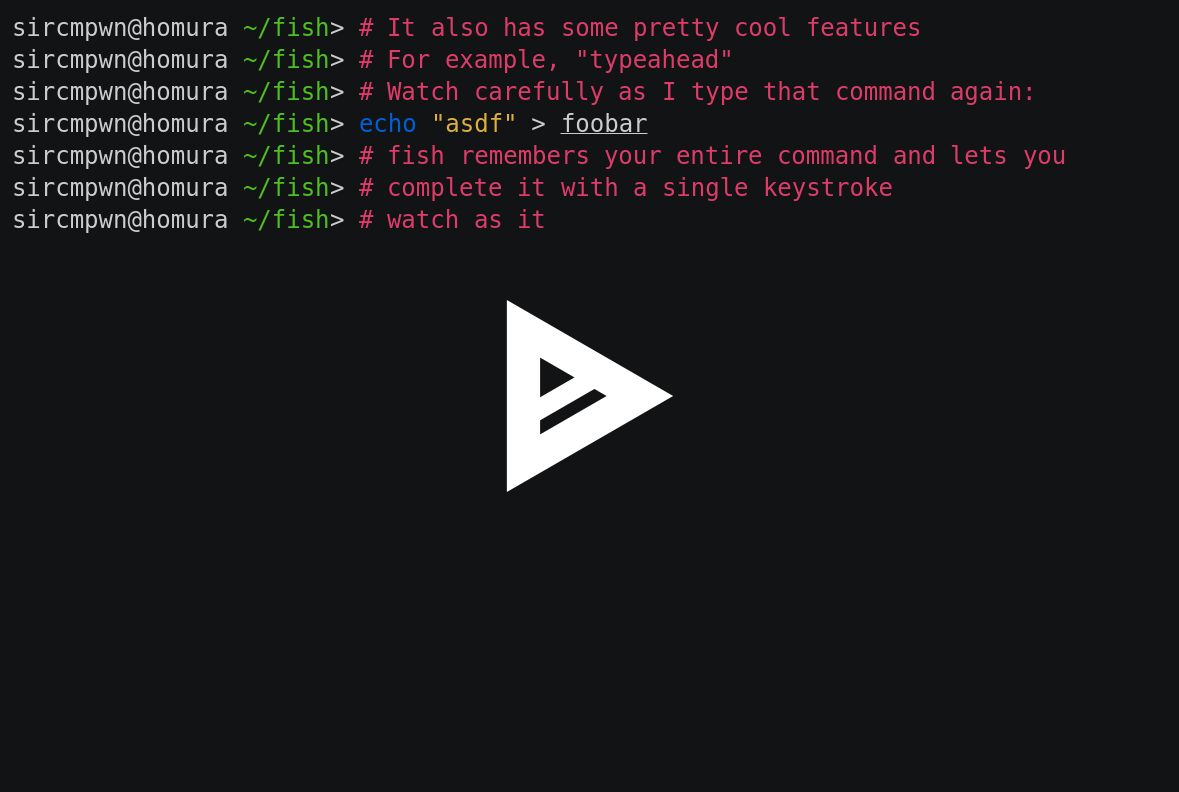 sircmpwn@homura ~/fish> # It also has some pretty cool features
sircmpwn@homura ~/fish> # For example, "typeahead"
sircmpwn@homura ~/fish> # Watch carefully as I type that command again:
sircmpwn@homura ~/fish> echo "asdf" > foobar
sircmpwn@homura ~/fish> # fish remembers your entire command and lets you
sircmpwn@homura ~/fish> # complete it with a single keystroke
sircmpwn@homura ~/fish> # watch as it